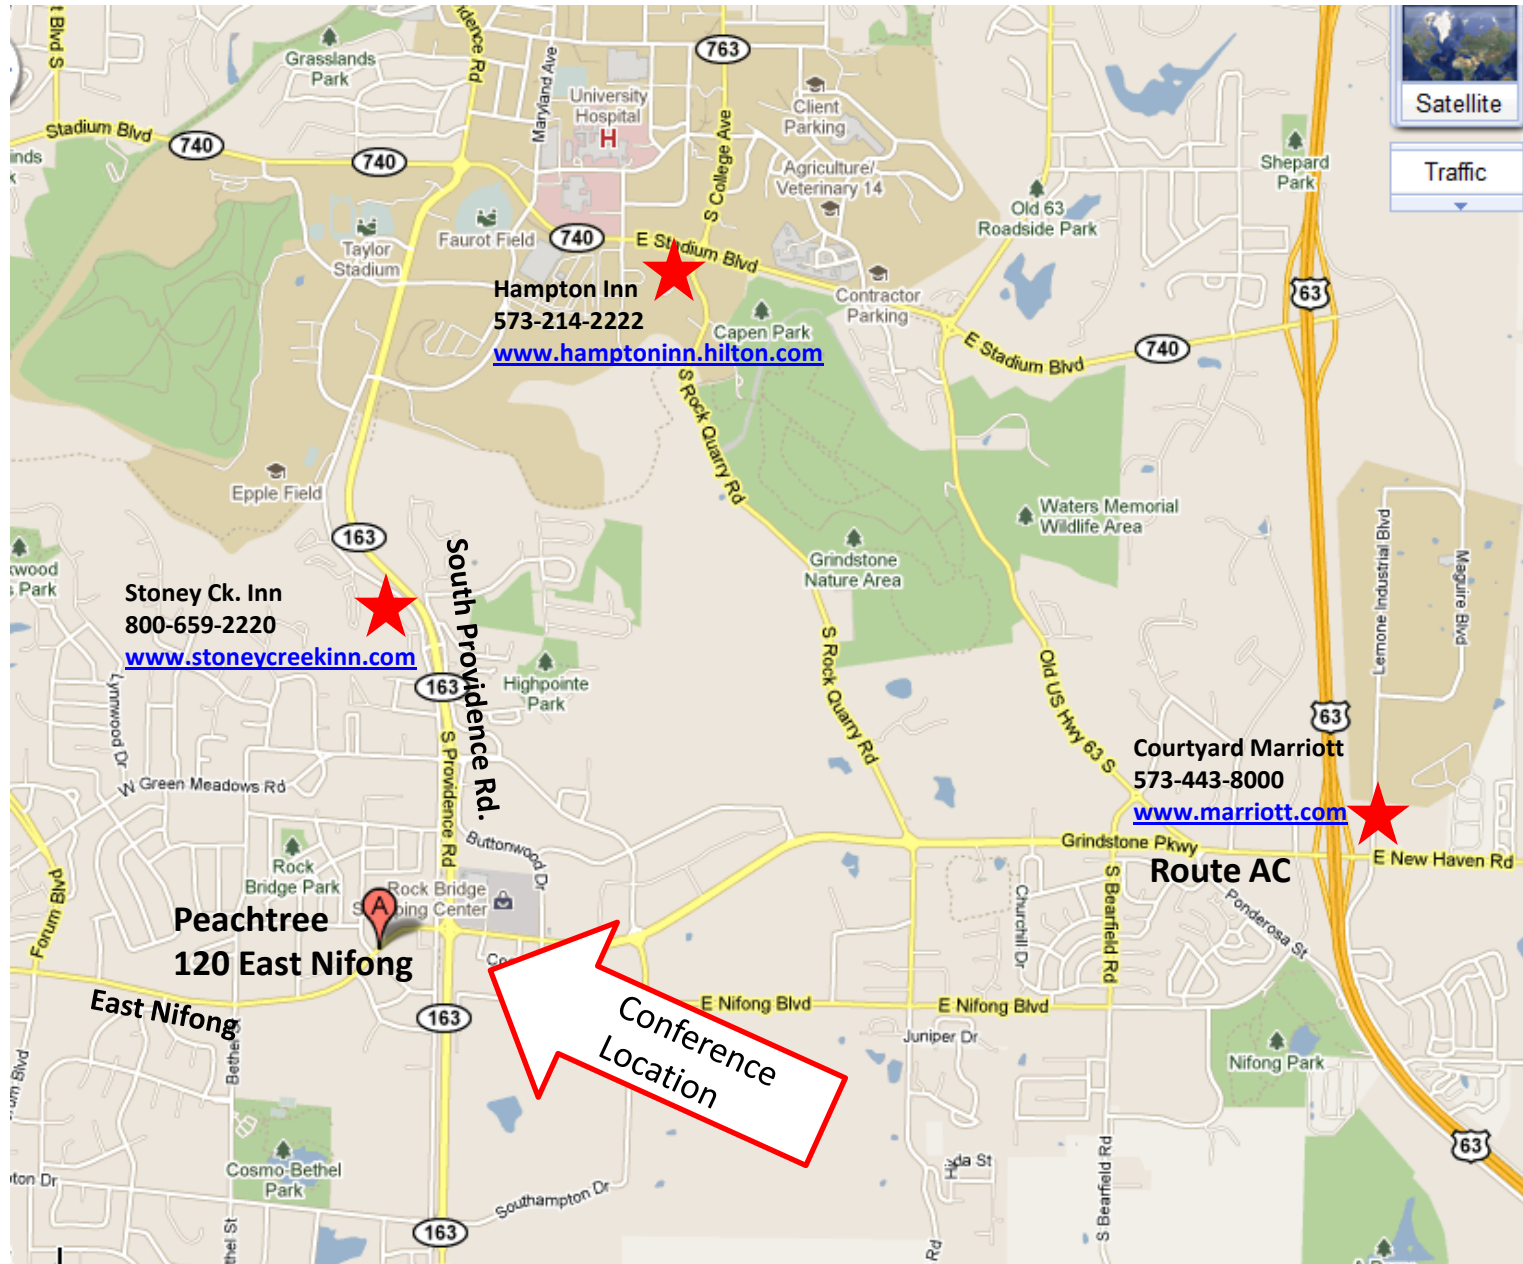 Grasslands
Park
763
Satellite
Traffic
Maryland Ave
University
Hospital
H
Client
Parking
S College Ave
Stadium Blvd
740
740
Agriculture/
Veterinary 14
Shepard
Park
Old 63
Roadside Park
Taylor
Stadium
Faurot Field
740
E Stadium Blvd
Hampton Inn
573-214-2222
www.hamptoninn.hilton.com
Capen Park
Contractor
Parking
63
E Stadium Blvd
740
S Rock Quarry Rd
Epple Field
163
Waters Memorial
Wildlife Area
Grindstone
Nature Area
Lemone Industrial Blvd
Maguire Blvd
Stoney Ck. Inn
800-659-2220
www.stoneycreekinn.com
South Providence Rd.
163
Highpointe
Park
S Rock Quarry Rd
Old US Hwy 63 S
63
Lynnwood Dr
W Green Meadows Rd
S Providence Rd
Courtyard Marriott
573-443-8000
www.marriott.com
Buttonwood Dr
Grindstone Pkwy
E New Haven Rd
Route AC
Rock
Bridge Park
Rock Bridge
A
Center
Forum Blvd
Peachtree
120 East Nifong
East Nifong
Churchill Dr
S Bearfield Rd
Ponderosa St
163
E Nifong Blvd
E Nifong Blvd
Conference
Location
Juniper Dr
Nifong Park
63
Cosmo-Bethel
Park
Southampton Dr
S Bearfield Rd
163
Rd